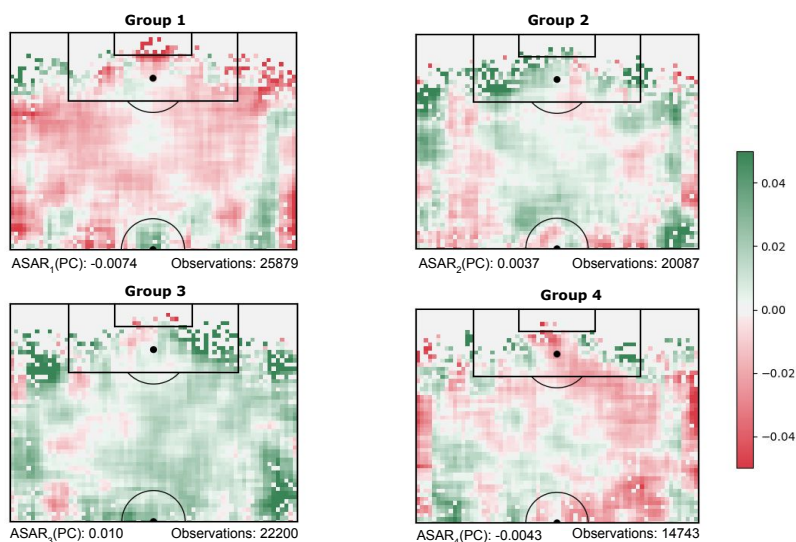 Group 1
Group 2
ASAR1(PC): -0.0074 Observations: 25879
ASAR2(PC): 0.0037 Observations: 20087
Group 3
Group 4
ASAR3(PC): 0.010 Observations: 22200
ASAR4(PC): -0.0043 Observations: 14743
0.04
0.02
0.00
−0.02
−0.04